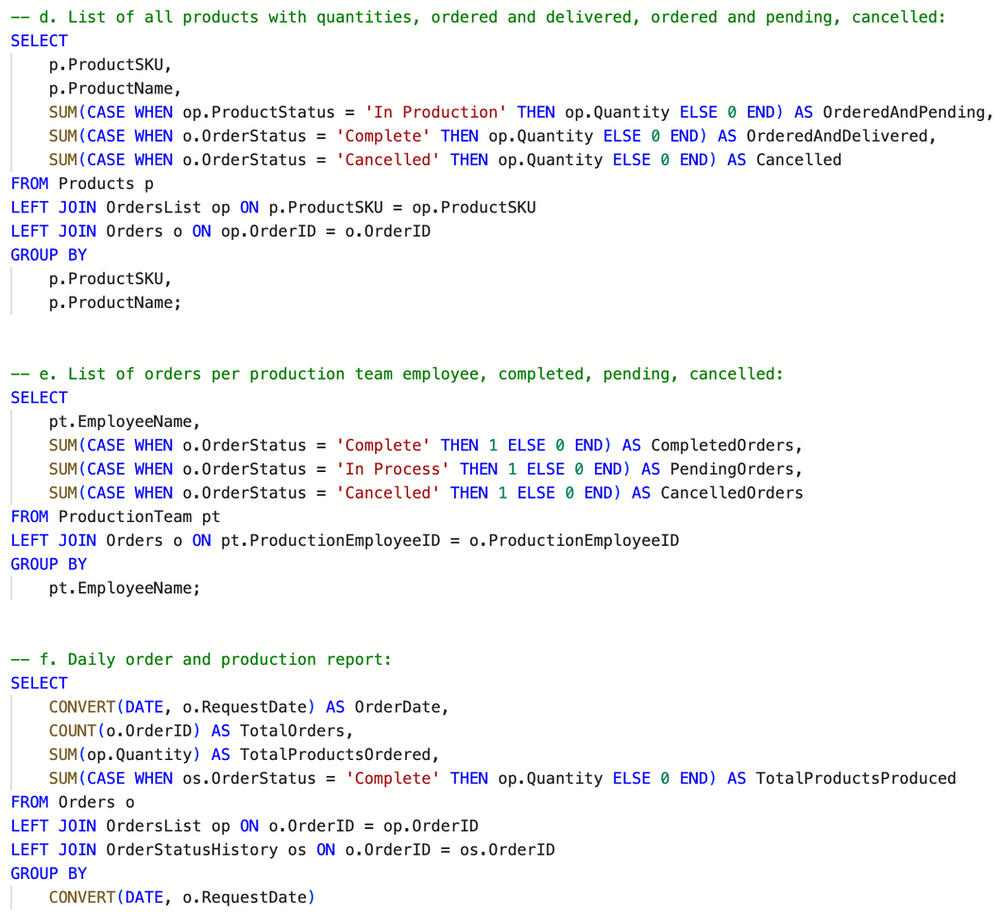 -- d. List of all products with quantities, ordered and delivered, ordered and pending, cancelled:
SELECT
    p.ProductSKU,
    p.ProductName,
    SUM(CASE WHEN op.ProductStatus = 'In Production' THEN op.Quantity ELSE 0 END) AS OrderedAndPending,
    SUM(CASE WHEN o.OrderStatus = 'Complete' THEN op.Quantity ELSE 0 END) AS OrderedAndDelivered,
    SUM(CASE WHEN o.OrderStatus = 'Cancelled' THEN op.Quantity ELSE 0 END) AS Cancelled
FROM Products p
LEFT JOIN OrdersList op ON p.ProductSKU = op.ProductSKU
LEFT JOIN Orders o ON op.OrderID = o.OrderID
GROUP BY
    p.ProductSKU,
    p.ProductName;

-- e. List of orders per production team employee, completed, pending, cancelled:
SELECT
    pt.EmployeeName,
    SUM(CASE WHEN o.OrderStatus = 'Complete' THEN 1 ELSE 0 END) AS CompletedOrders,
    SUM(CASE WHEN o.OrderStatus = 'In Process' THEN 1 ELSE 0 END) AS PendingOrders,
    SUM(CASE WHEN o.OrderStatus = 'Cancelled' THEN 1 ELSE 0 END) AS CancelledOrders
FROM ProductionTeam pt
LEFT JOIN Orders o ON pt.ProductionEmployeeID = o.ProductionEmployeeID
GROUP BY
    pt.EmployeeName;

-- f. Daily order and production report:
SELECT
    CONVERT(DATE, o.RequestDate) AS OrderDate,
    COUNT(o.OrderID) AS TotalOrders,
    SUM(op.Quantity) AS TotalProductsOrdered,
    SUM(CASE WHEN os.OrderStatus = 'Complete' THEN op.Quantity ELSE 0 END) AS TotalProductsProduced
FROM Orders o
LEFT JOIN OrdersList op ON o.OrderID = op.OrderID
LEFT JOIN OrderStatusHistory os ON o.OrderID = os.OrderID
GROUP BY
    CONVERT(DATE, o.RequestDate)